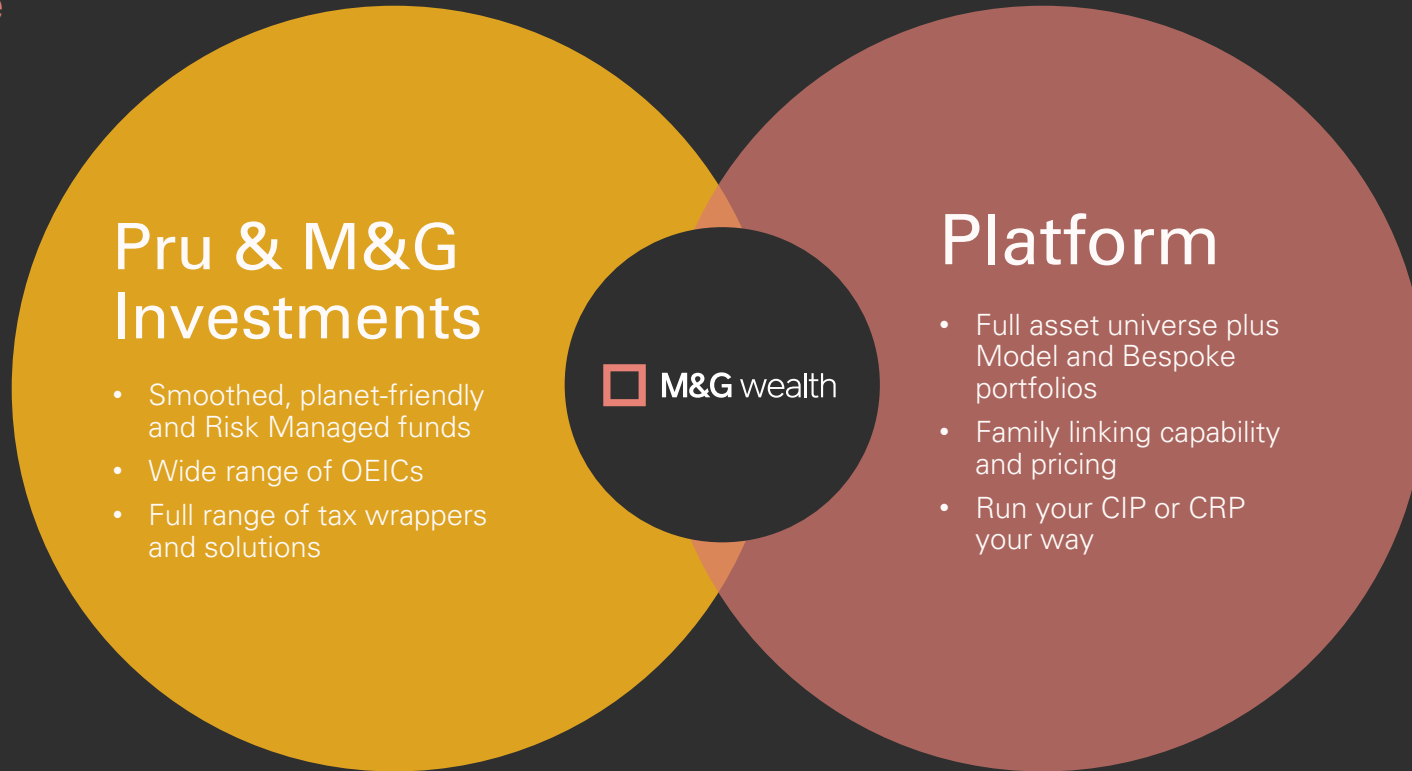 Pru & M&G
Investments
• Smoothed, planet-friendly
and Risk Managed funds
• Wide range of OEICs
• Full range of tax wrappers
and solutions
M&G wealth
Platform
• Full asset universe plus
Model and Bespoke
portfolios
• Family linking capability
and pricing
• Run your CIP or CRP
your way